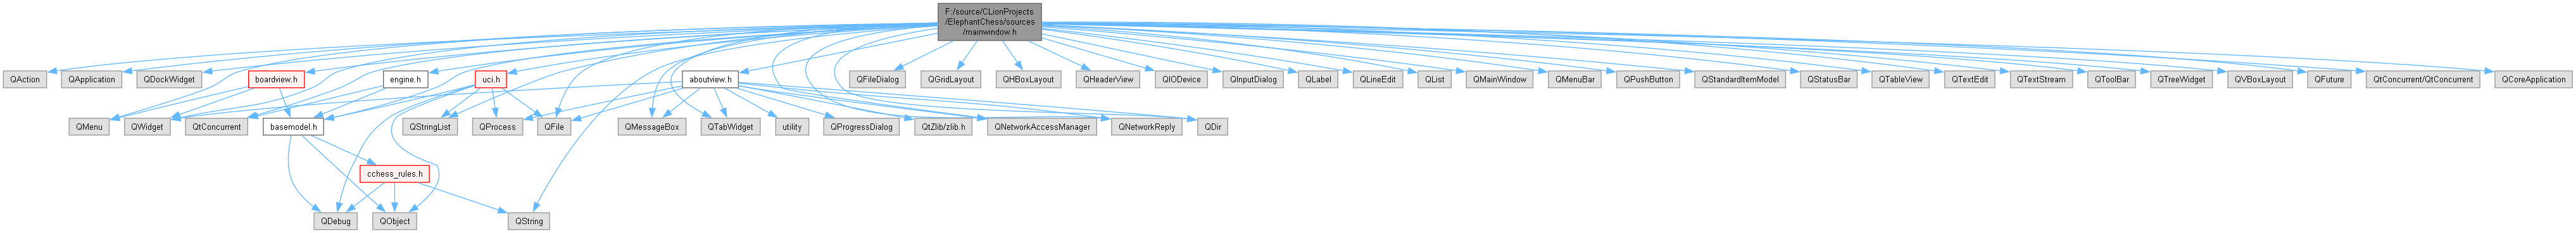 F:/source/CLionProjects
/ElephantChess/sources
/mainwindow.h
QAction
QApplication
QDockWidget
boardview.h
engine.h
uci.h
aboutview.h
QFileDialog
QGridLayout
QHBoxLayout
QHeaderView
QIODevice
QInputDialog
QLabel
QLineEdit
QList
QMainWindow
QMenuBar
QPushButton
QStandardItemModel
QStatusBar
QTableView
QTextEdit
QTextStream
QToolBar
QTreeWidget
QVBoxLayout
QFuture
QtConcurrent/QtConcurrent
QCoreApplication
QMenu
QWidget
QtConcurrent
basemodel.h
QStringList
QProcess
QFile
QMessageBox
QTabWidget
utility
QProgressDialog
QtZlib/zlib.h
QNetworkAccessManager
QNetworkReply
QDir
cchess_rules.h
QDebug
QObject
QString